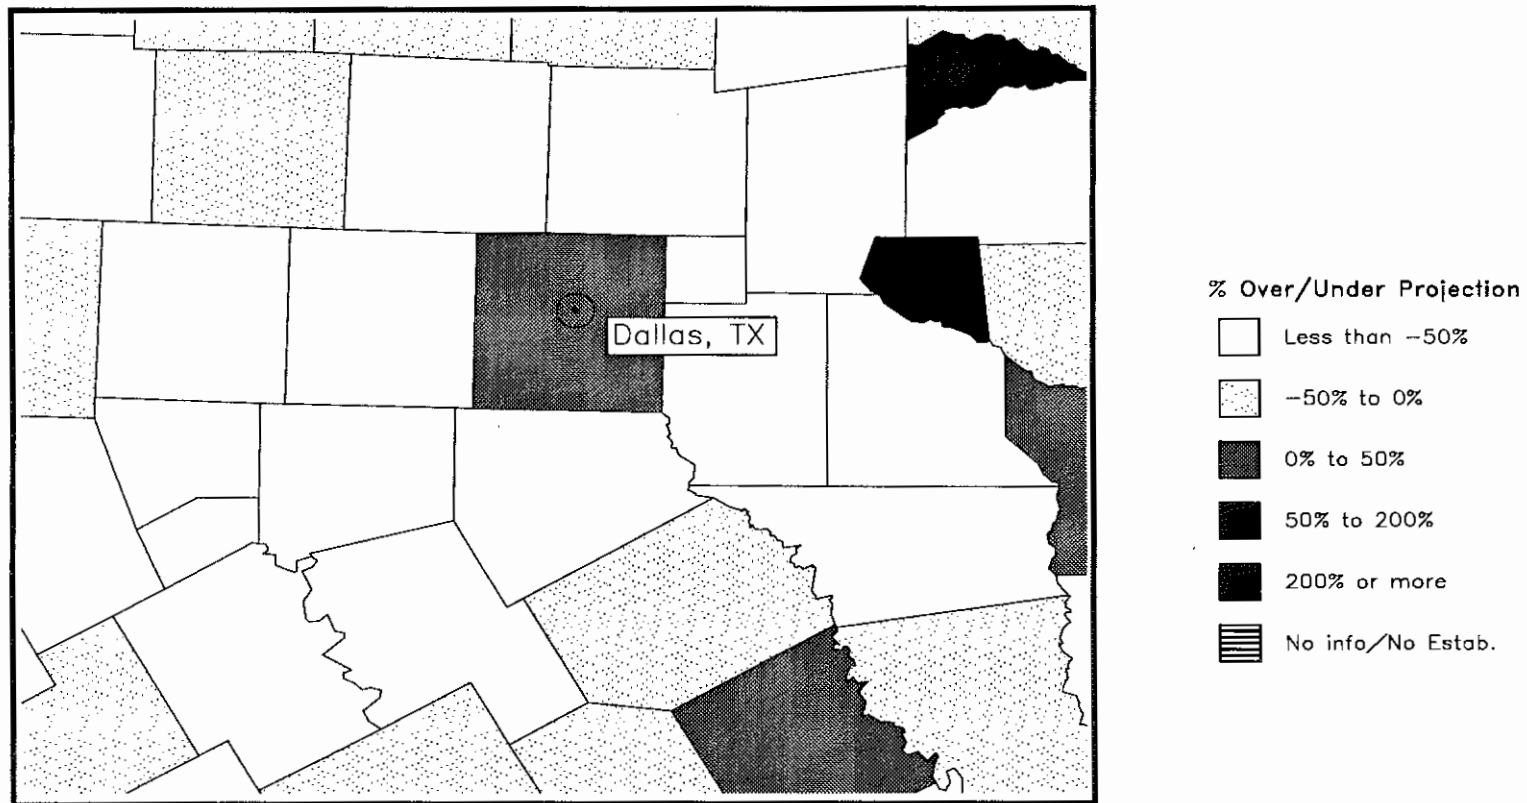 Dallas, TX
% Over/Under Projection
Less than −50%
−50% to 0%
0% to 50%
50% to 200%
200% or more
No info/No Estab.